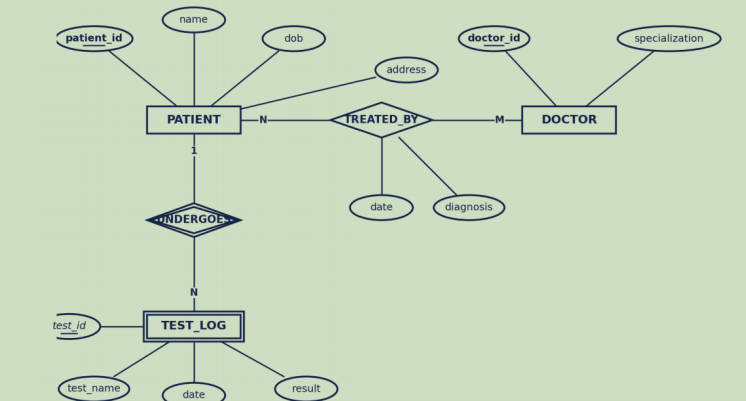 name
patient_id
dob
doctor_id
specialization
address
PATIENT
N
TREATED_BY
M
DOCTOR
1
date
diagnosis
UNDERGOES
N
test_id
TEST_LOG
test_name
date
result